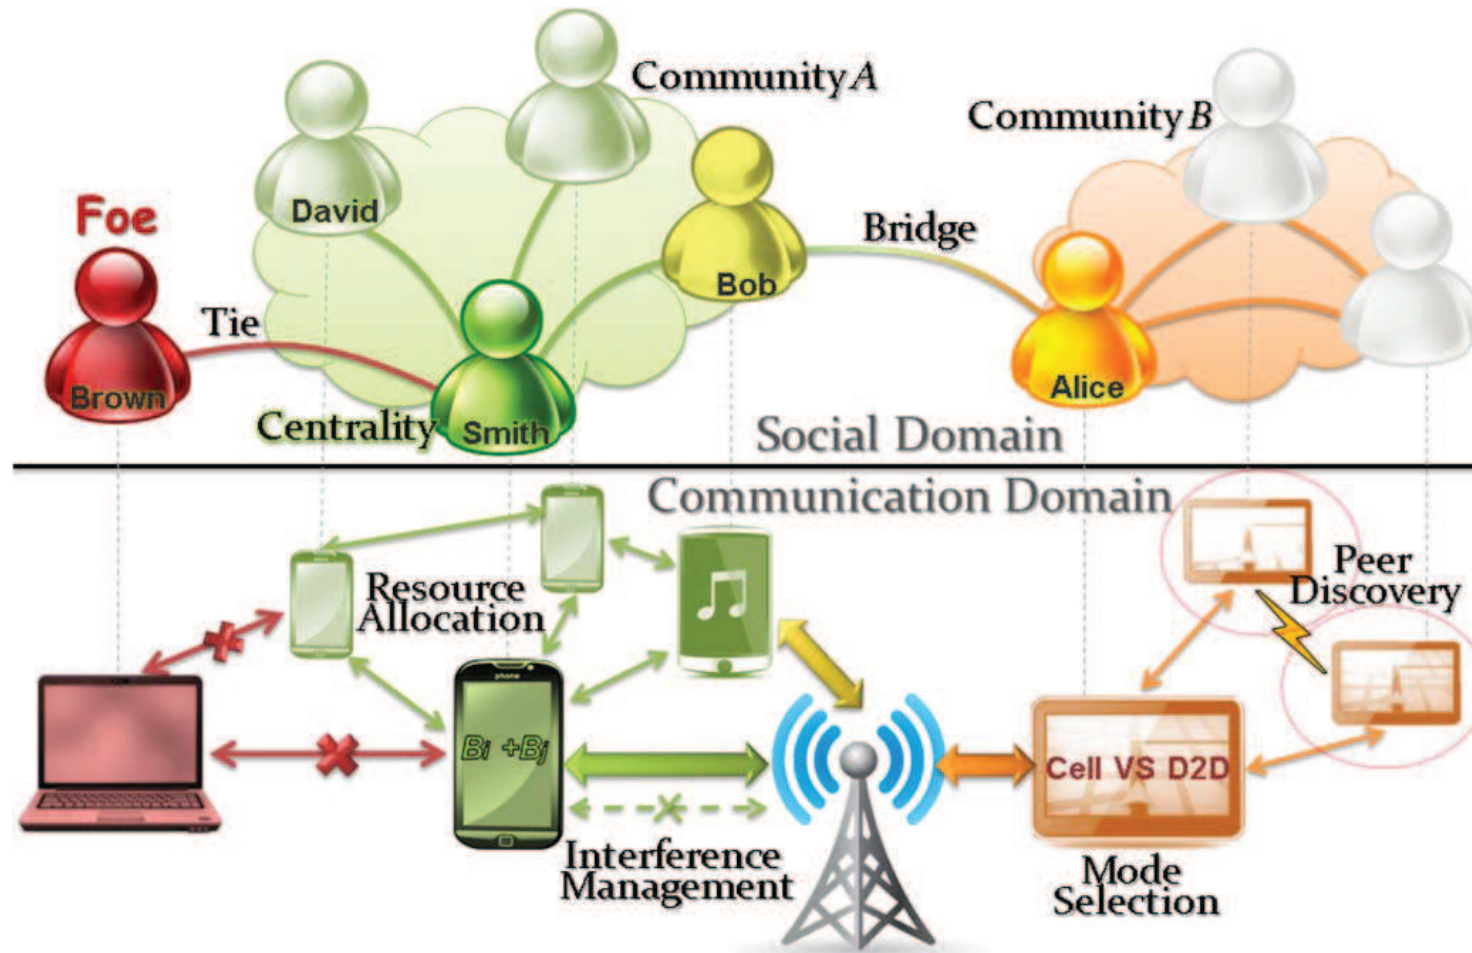 Community A
Community B
David
Foe
Bridge
Bob
Tie
Brown
Alice
Centrality
Smith
Social Domain
Communication Domain
Resource
Allocation
Peer
Discovery
phone
Bi +Bj
Cell VS D2D
Interference
Management
Mode
Selection